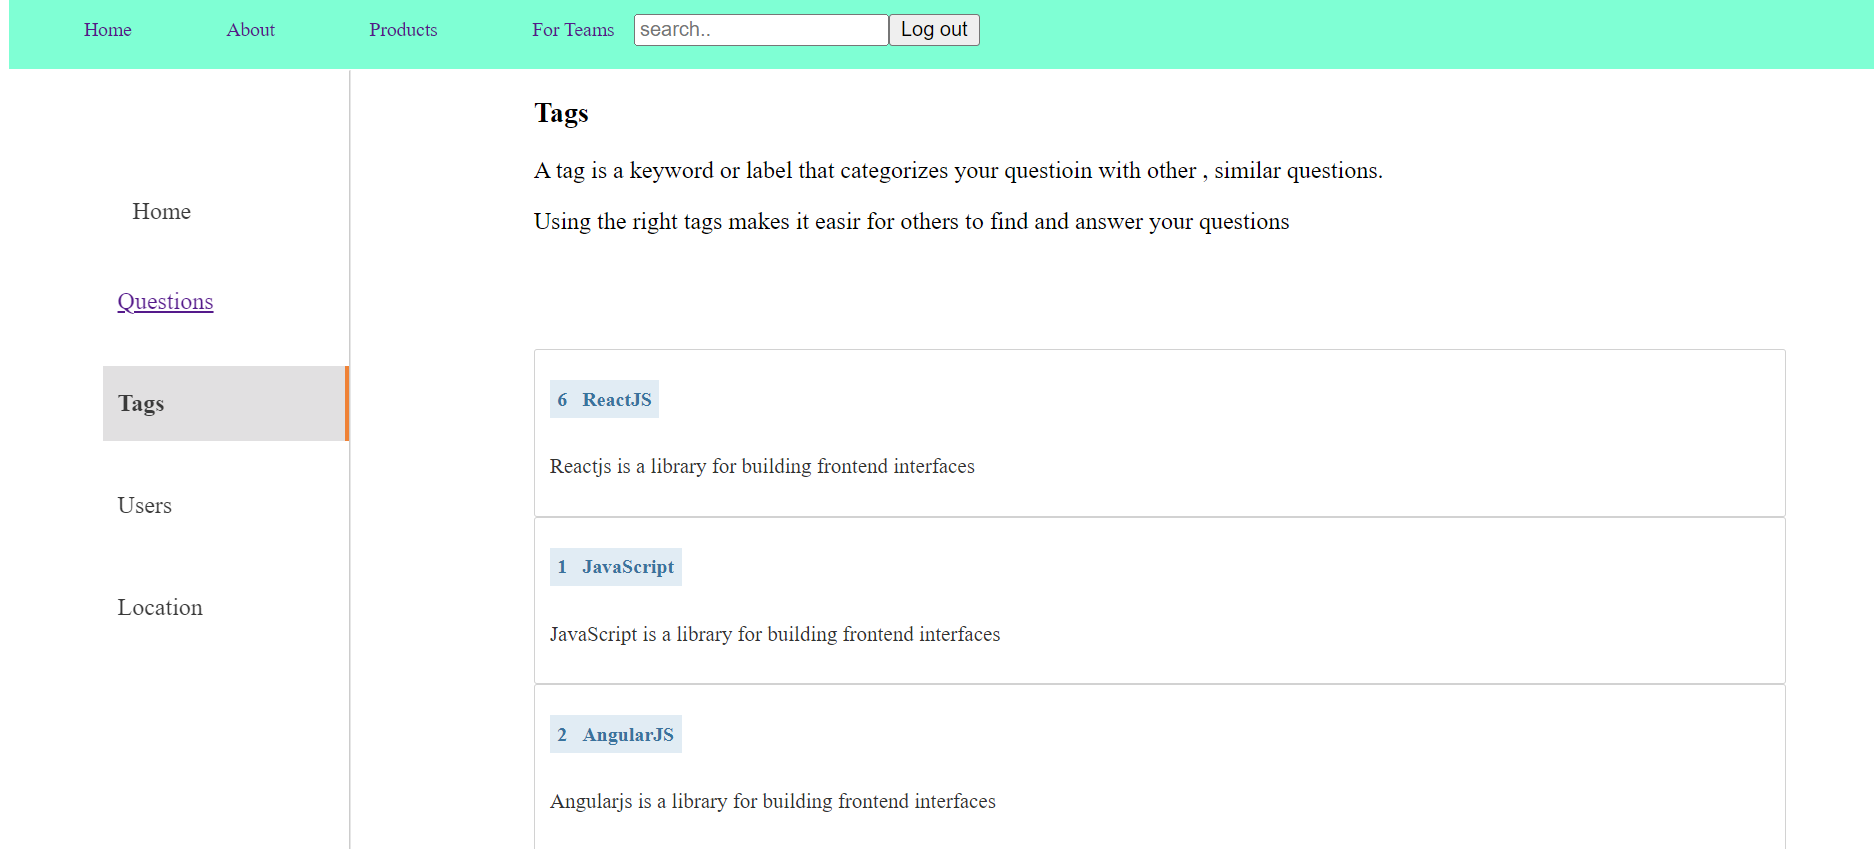 Home About Products For Teams search.. Log out
Home
Questions
Tags
Users
Location
Tags
A tag is a keyword or label that categorizes your questioin with other , similar questions.
Using the right tags makes it easir for others to find and answer your questions
6 ReactJS
Reactjs is a library for building frontend interfaces
1 JavaScript
JavaScript is a library for building frontend interfaces
2 AngularJS
Angularjs is a library for building frontend interfaces